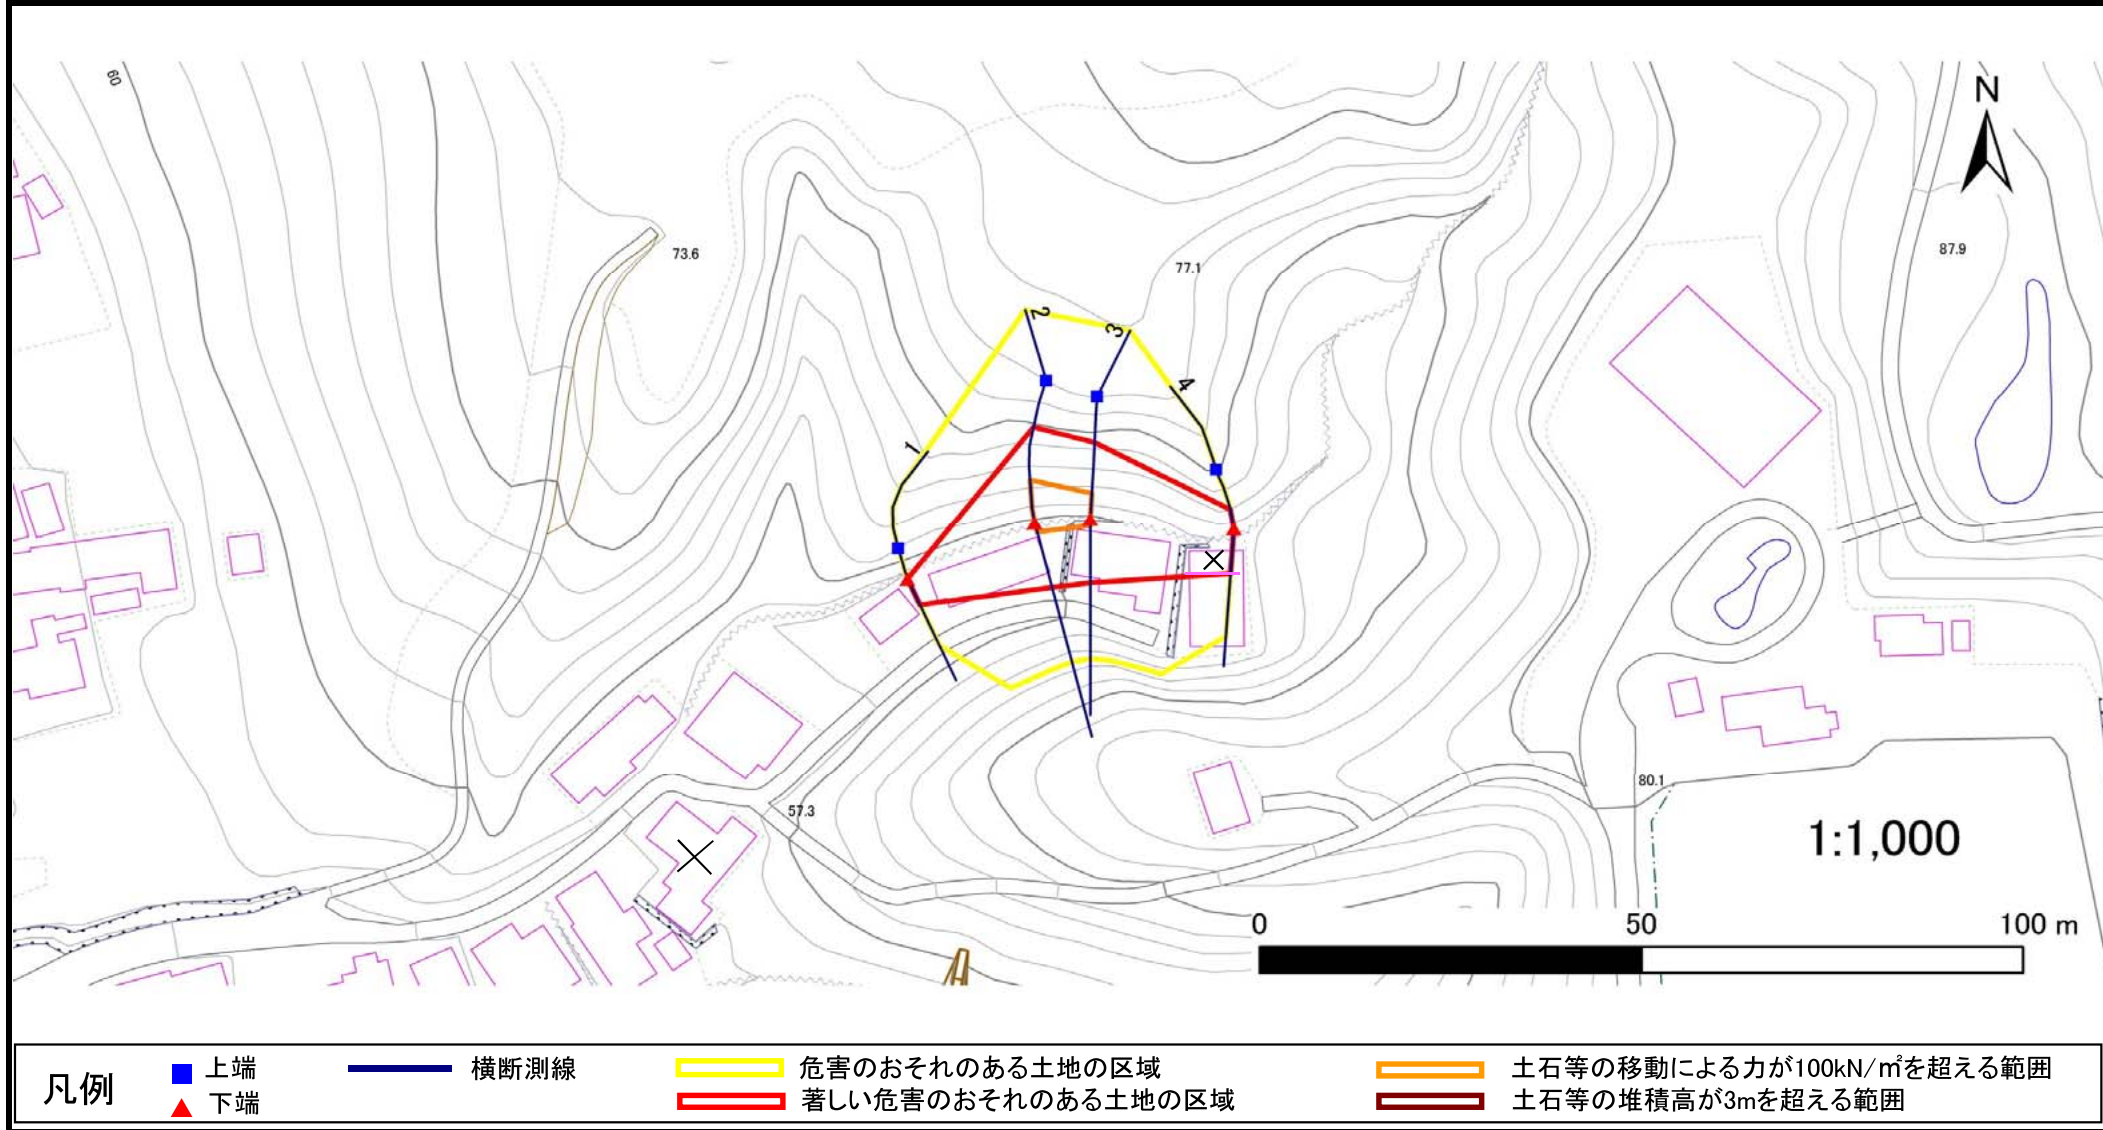 60
N
73.6
77.1
87.9
2
3
4
1
80.1
57.3
1:1,000
0 50 100 m
凡例
上端
下端
横断測線
危害のおそれのある土地の区域
著しい危害のおそれのある土地の区域
土石等の移動による力が100kN/㎡を超える範囲
土石等の堆積高が3mを超える範囲